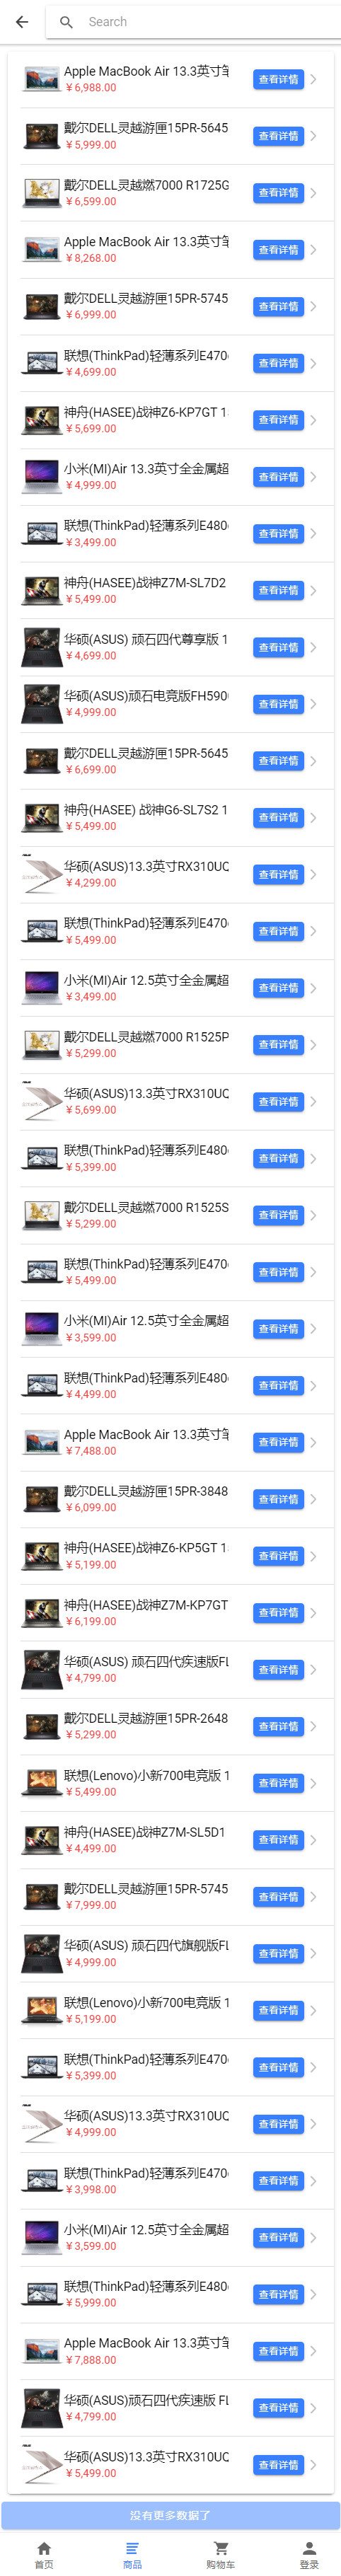 Search
Apple MacBook Air 13.3英寸笔
¥6,988.00
查看详情
戴尔DELL灵越游匣15PR-5645
¥5,999.00
查看详情
戴尔DELL灵越燃7000 R1725G
¥6,599.00
查看详情
Apple MacBook Air 13.3英寸笔
¥8,268.00
查看详情
戴尔DELL灵越游匣15PR-5745
¥6,999.00
查看详情
联想(ThinkPad)轻薄系列E470c
¥4,699.00
查看详情
神舟(HASEE)战神Z6-KP7GT 15
¥5,699.00
查看详情
小米(MI)Air 13.3英寸全金属超
¥4,999.00
查看详情
联想(ThinkPad)轻薄系列E480c
¥3,499.00
查看详情
神舟(HASEE)战神Z7M-SL7D2
¥5,499.00
查看详情
华硕(ASUS) 顽石四代尊享版 1
¥4,699.00
查看详情
华硕(ASUS)顽石电竞版FH5900
¥4,999.00
查看详情
戴尔DELL灵越游匣15PR-5645
¥6,699.00
查看详情
神舟(HASEE) 战神G6-SL7S2 1
¥5,499.00
查看详情
华硕(ASUS)13.3英寸RX310UQ
¥4,299.00
查看详情
联想(ThinkPad)轻薄系列E470c
¥5,499.00
查看详情
小米(MI)Air 12.5英寸全金属超
¥3,499.00
查看详情
戴尔DELL灵越燃7000 R1525P
¥5,299.00
查看详情
华硕(ASUS)13.3英寸RX310UQ
¥5,699.00
查看详情
联想(ThinkPad)轻薄系列E480c
¥5,399.00
查看详情
戴尔DELL灵越燃7000 R1525S
¥5,299.00
查看详情
联想(ThinkPad)轻薄系列E470c
¥5,499.00
查看详情
小米(MI)Air 12.5英寸全金属超
¥3,599.00
查看详情
联想(ThinkPad)轻薄系列E480c
¥4,499.00
查看详情
Apple MacBook Air 13.3英寸笔
¥7,488.00
查看详情
戴尔DELL灵越游匣15PR-3848
¥6,099.00
查看详情
神舟(HASEE)战神Z6-KP5GT 15
¥5,199.00
查看详情
神舟(HASEE)战神Z7M-KP7GT
¥6,199.00
查看详情
华硕(ASUS) 顽石四代疾速版FL
¥4,799.00
查看详情
戴尔DELL灵越游匣15PR-2648
¥5,299.00
查看详情
联想(Lenovo)小新700电竞版 1
¥5,499.00
查看详情
神舟(HASEE)战神Z7M-SL5D1
¥4,499.00
查看详情
戴尔DELL灵越游匣15PR-5745
¥7,999.00
查看详情
华硕(ASUS) 顽石四代旗舰版FL
¥4,999.00
查看详情
联想(Lenovo)小新700电竞版 1
¥5,199.00
查看详情
联想(ThinkPad)轻薄系列E470c
¥5,399.00
查看详情
华硕(ASUS)13.3英寸RX310UQ
¥4,999.00
查看详情
联想(ThinkPad)轻薄系列E470c
¥3,998.00
查看详情
小米(MI)Air 12.5英寸全金属超
¥3,599.00
查看详情
联想(ThinkPad)轻薄系列E480c
¥5,999.00
查看详情
Apple MacBook Air 13.3英寸笔
¥7,888.00
查看详情
华硕(ASUS)顽石四代疾速版 FL
¥4,799.00
查看详情
华硕(ASUS)13.3英寸RX310UQ
¥5,499.00
查看详情
没有更多数据了
首页
商品
购物车
登录